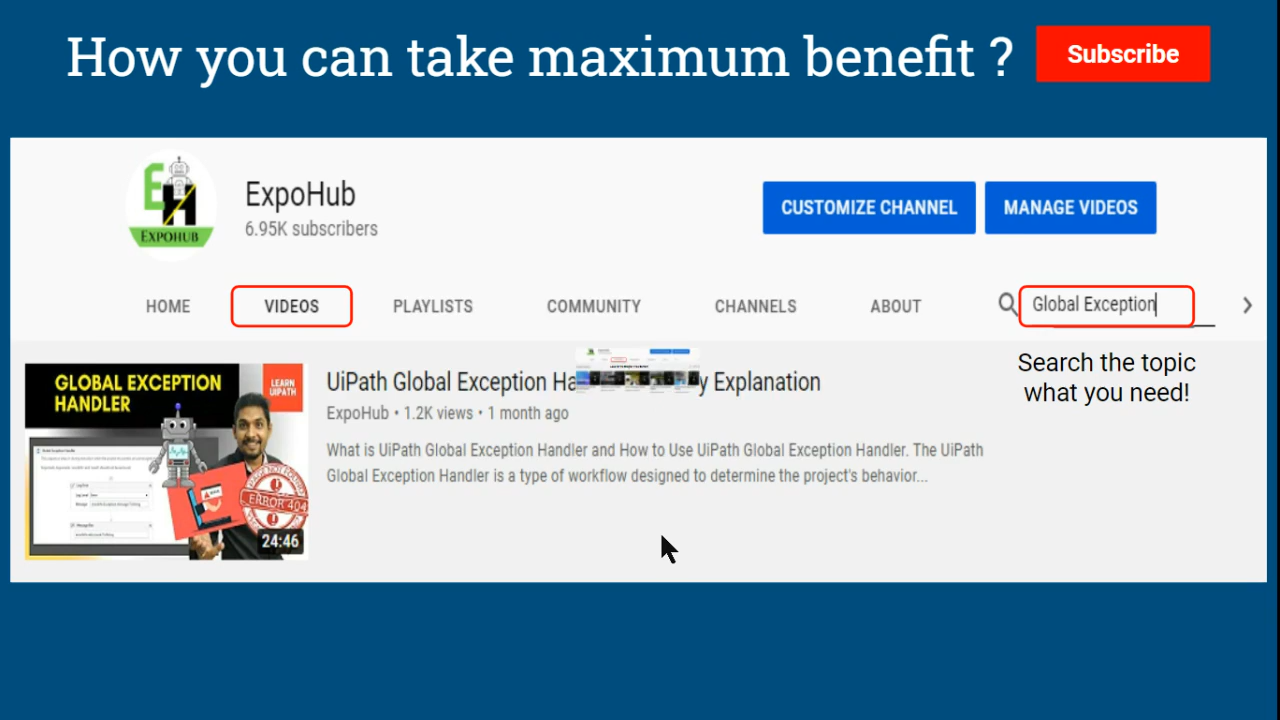 How you can take maximum benefit ?
Subscribe
EXPOHUB
ExpoHub
6.95K subscribers
CUSTOMIZE CHANNEL
MANAGE VIDEOS
HOME
VIDEOS
PLAYLISTS
COMMUNITY
CHANNELS
ABOUT
Global Exception
Search the topic
what you need!
GLOBAL EXCEPTION
HANDLER
LEARN
UIPATH
ERROR 404
24:46
UiPath Global Exception Ha y Explanation
ExpoHub • 1.2K views • 1 month ago
What is UiPath Global Exception Handler and How to Use UiPath Global Exception Handler. The UiPath
Global Exception Handler is a type of workflow designed to determine the project's behavior...